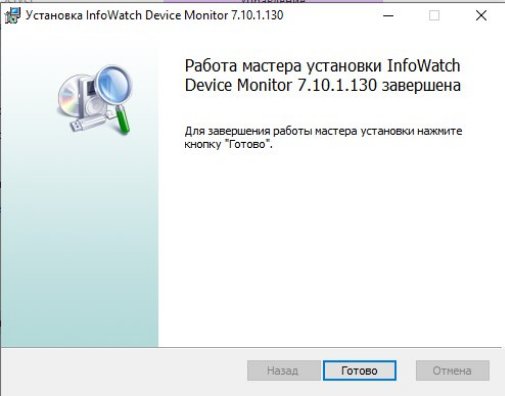 Установка InfoWatch Device Monitor 7.10.1.130
Работа мастера установки InfoWatch
Device Monitor 7.10.1.130 завершена
Для завершения работы мастера установки нажмите
кнопку "Готово".
Назад
Готово
Отмена